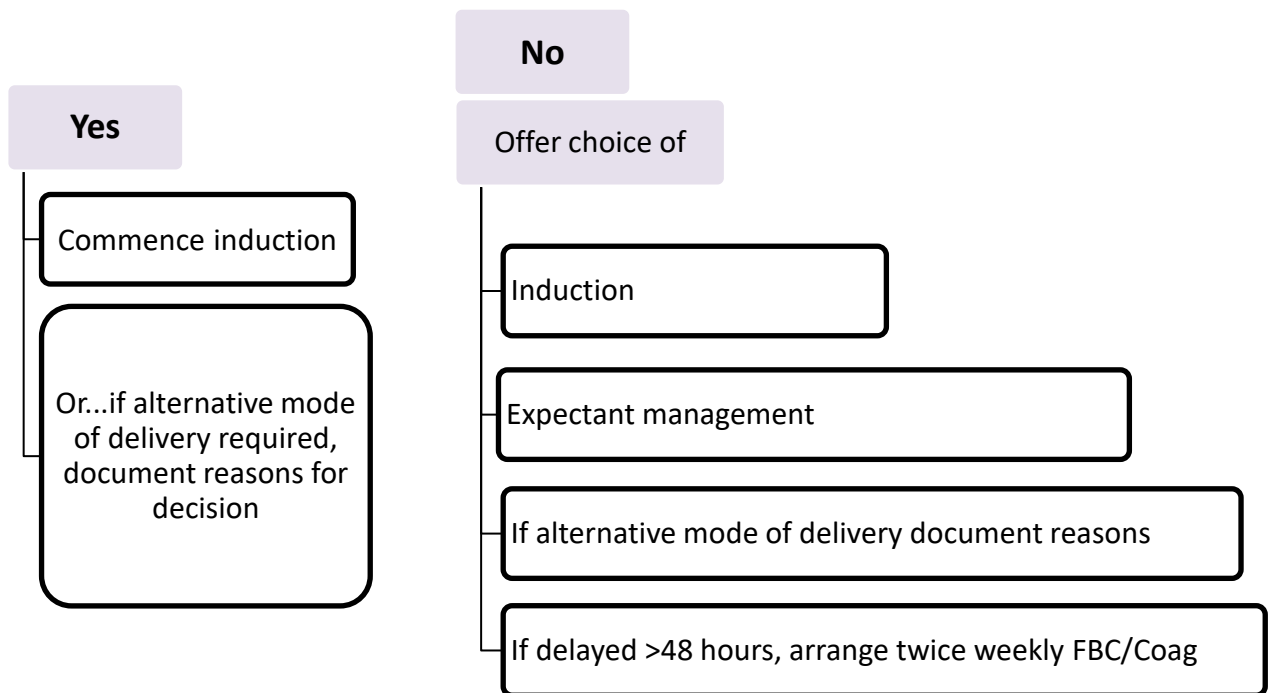 Yes
Commence induction
Or...if alternative mode
of delivery required,
document reasons for
decision
No
Offer choice of
Induction
Expectant management
If alternative mode of delivery document reasons
If delayed >48 hours, arrange twice weekly FBC/Coag